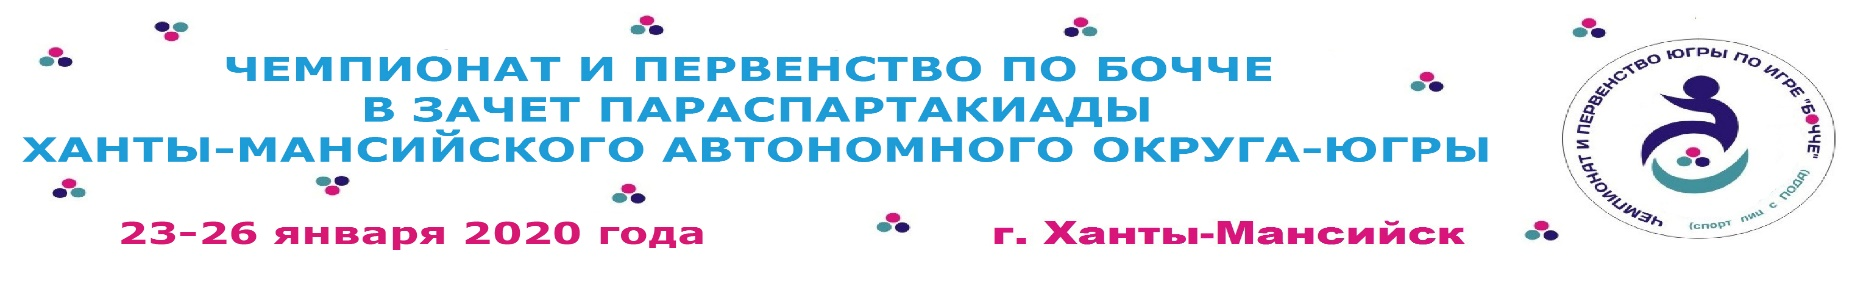 ЧЕМПИОНАТ И ПЕРВЕНСТВО ПО БОЧЧЕ
В ЗАЧЕТ ПАРАСПАРТАКИАДЫ
ХАНТЫ-МАНСИЙСКОГО АВТОНОМНОГО ОКРУГА-ЮГРЫ
23-26 января 2020 года
г. Ханты-Мансийск
ЧЕМПИОНАТ И ПЕРВЕНСТВО ЮГРЫ ПО ИГРЕ "БОЧЧЕ"
(спорт лиц с ПОДА)